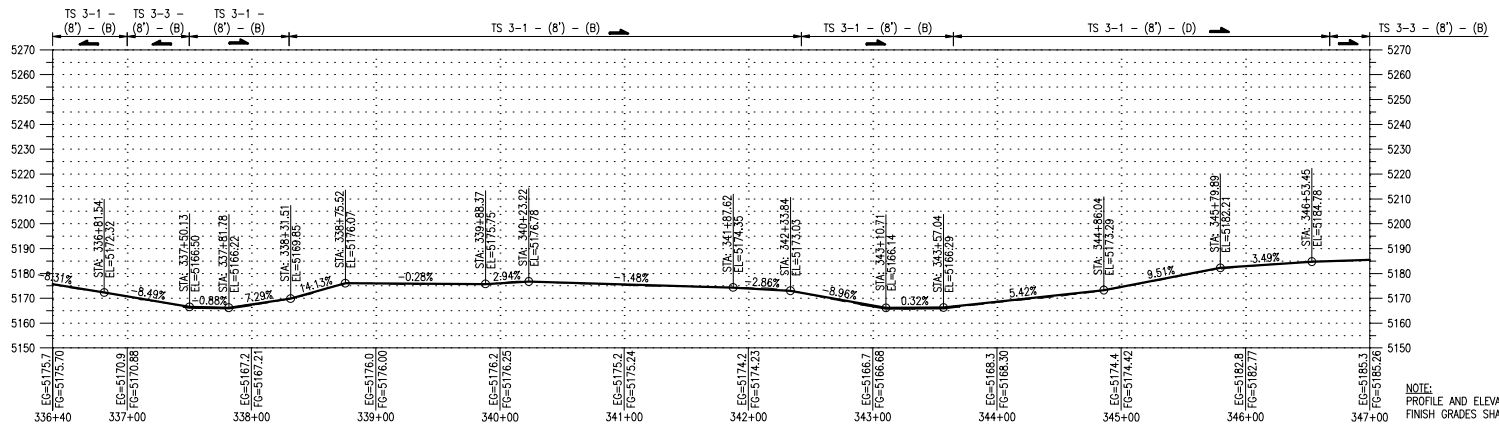 TS 3-1 -
(8') - (B)
TS 3-3 -
(8') - (B)
TS 3-1 -
(8') - (B)
TS 3-1 - (8') - (B)
TS 3-1 - (8') - (B)
TS 3-1 - (8') - (D)
TS 3-3 - (8') - (B)
5270
5260
5250
5240
5230
5220
5210
5200
5190
5180
5170
5160
5150
5270
5260
5250
5240
5230
5220
5210
5200
5190
5180
5170
5160
5150
-8.31%
STA: 336+81.54
EL=5172.32
-8.49%
STA: 337+50.13
EL=5166.50
-0.88%
STA: 337+81.78
EL=5166.22
7.29%
STA: 338+31.51
EL=5169.85
14.13%
STA: 338+75.52
EL=5176.07
-0.28%
STA: 339+88.37
EL=5175.75
2.94%
STA: 340+23.22
EL=5176.78
-1.48%
STA: 341+87.62
EL=5174.35
-2.86%
STA: 342+33.84
EL=5173.03
-8.96%
STA: 343+10.71
EL=5166.14
0.32%
STA: 343+57.04
EL=5166.29
5.42%
STA: 344+86.04
EL=5173.29
9.51%
STA: 345+79.89
EL=5182.21
3.49%
STA: 346+53.45
EL=5184.78
EG=5175.7
FG=5175.70
EG=5170.9
FG=5170.88
EG=5167.2
FG=5167.21
EG=5176.0
FG=5176.00
EG=5176.2
FG=5176.25
EG=5175.2
FG=5175.24
EG=5174.2
FG=5174.23
EG=5166.7
FG=5166.68
EG=5168.3
FG=5168.30
EG=5174.4
FG=5174.42
EG=5182.8
FG=5182.77
EG=5185.3
FG=5185.26
336+40
337+00
338+00
339+00
340+00
341+00
342+00
343+00
344+00
345+00
346+00
347+00
NOTE:
PROFILE AND ELEVA
FINISH GRADES SHA